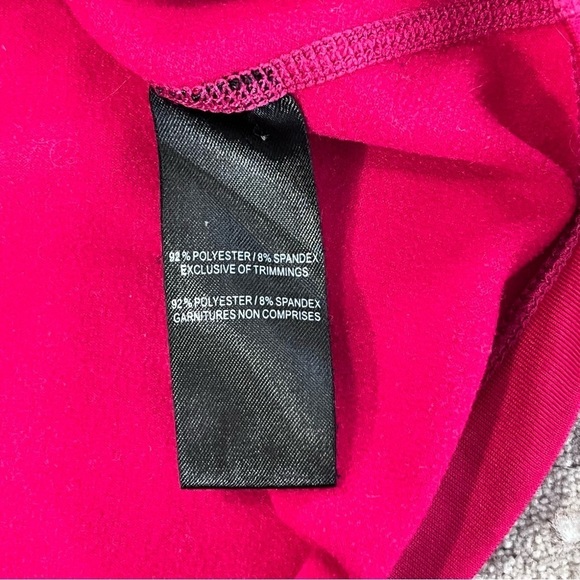 92% POLYESTER/8% SPANDEX
EXCLUSIVE OF TRIMMINGS
92% POLYESTER/8% SPANDEX
GARNITURES NON COMPRISES